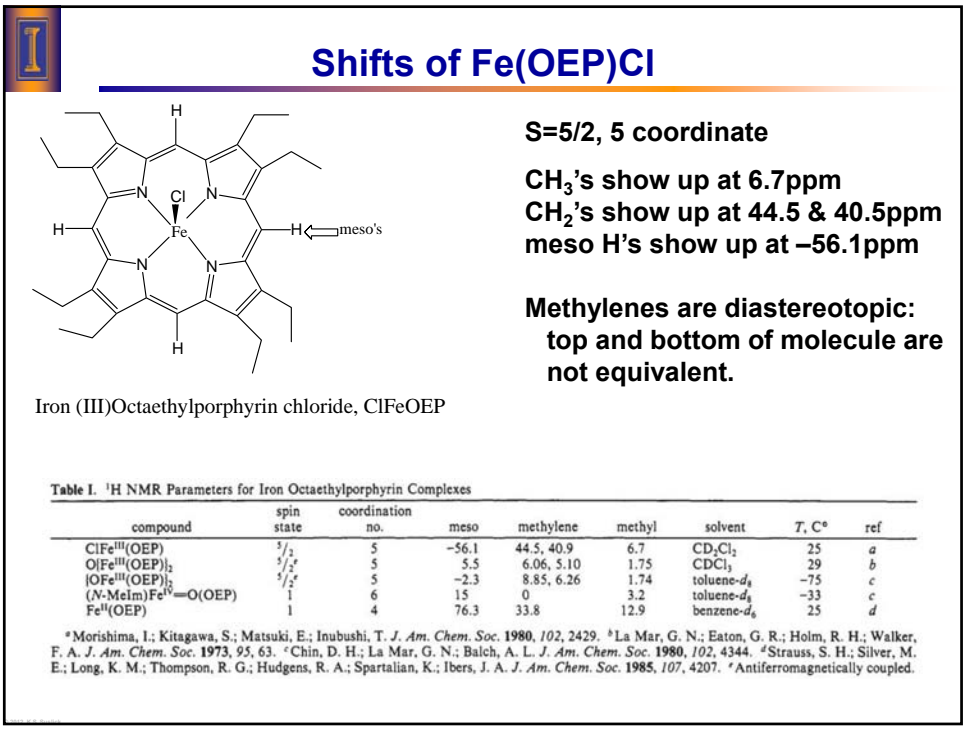 I
Shifts of Fe(OEP)Cl
H
N
Cl
N
H
Fe
H
meso's
N
N
H
Iron (III)Octaethylporphyrin chloride, ClFeOEP
S=5/2, 5 coordinate
CH₃'s show up at 6.7ppm
CH₂'s show up at 44.5 & 40.5ppm
meso H's show up at –56.1ppm
Methylenes are diastereotopic:
top and bottom of molecule are
not equivalent.
Table I. ¹H NMR Parameters for Iron Octaethylporphyrin Complexes
compound spin state coordination no. meso methylene methyl solvent T, C° ref
ClFeᴵᴵᴵ(OEP) ⁵/₂ 5 −56.1 44.5, 40.9 6.7 CD₂Cl₂ 25 a
O[Feᴵᴵᴵ(OEP)]₂ ⁵/₂ᵉ 5 5.5 6.06, 5.10 1.75 CDCl₃ 29 b
[OFeᴵᴵᴵ(OEP)]₂ ⁵/₂ᵉ 5 −2.3 8.85, 6.26 1.74 toluene-d₈ −75 c
(N-MeIm)Feᴵⱽ=O(OEP) 1 6 15 0 3.2 toluene-d₈ −33 c
Feᴵᴵ(OEP) 1 4 76.3 33.8 12.9 benzene-d₆ 25 d
ᵃMorishima, I.; Kitagawa, S.; Matsuki, E.; Inubushi, T. J. Am. Chem. Soc. 1980, 102, 2429. ᵇLa Mar, G. N.; Eaton, G. R.; Holm, R. H.; Walker,
F. A. J. Am. Chem. Soc. 1973, 95, 63. ᶜChin, D. H.; La Mar, G. N.; Balch, A. L. J. Am. Chem. Soc. 1980, 102, 4344. ᵈStrauss, S. H.; Silver, M.
E.; Long, K. M.; Thompson, R. G.; Hudgens, R. A.; Spartalian, K.; Ibers, J. A. J. Am. Chem. Soc. 1985, 107, 4207. ᵉAntiferromagnetically coupled.